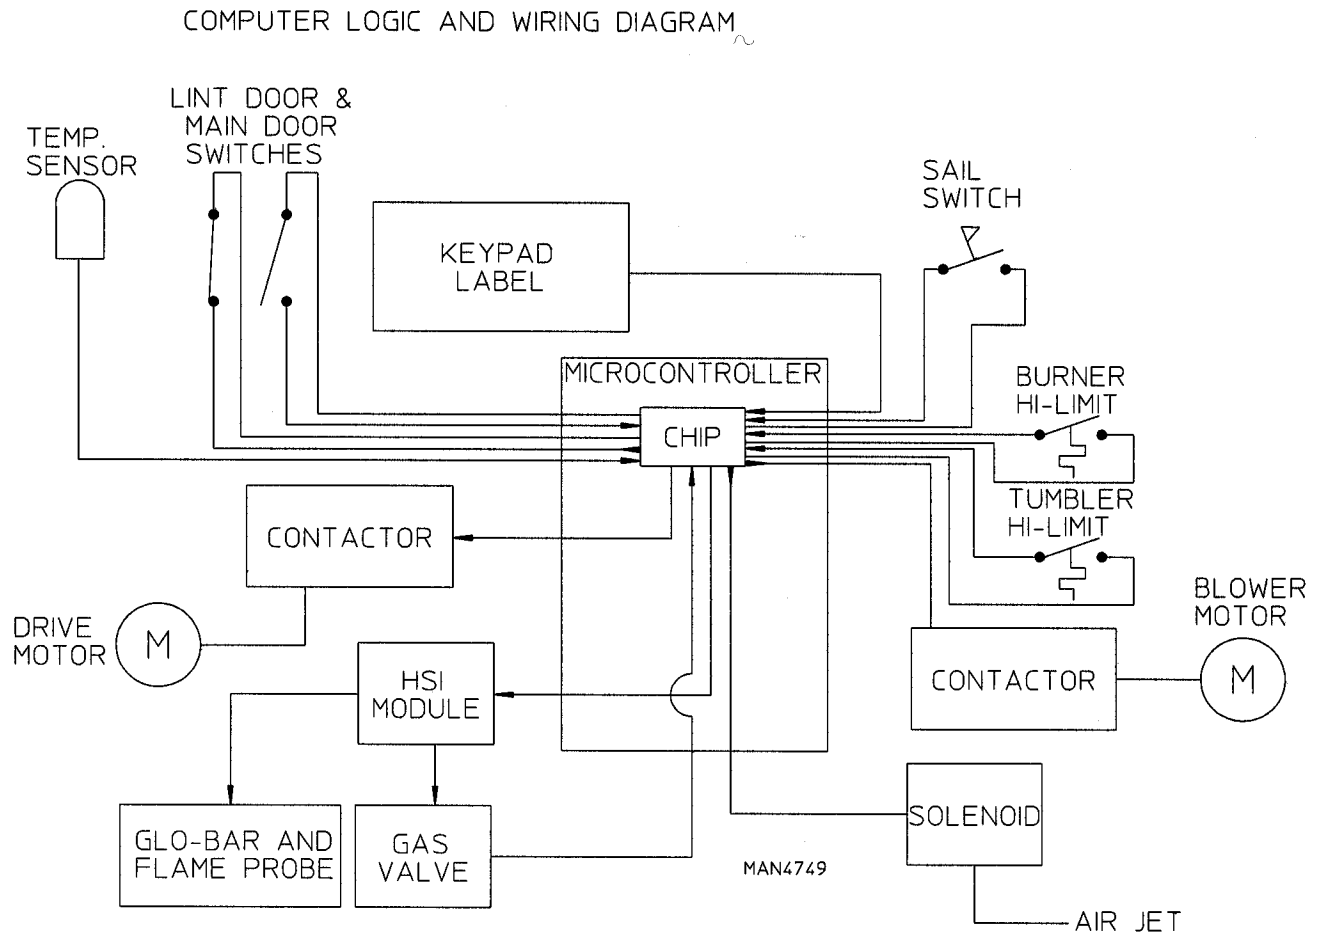 COMPUTER LOGIC AND WIRING DIAGRAM
LINT DOOR &
MAIN DOOR
SWITCHES
TEMP.
SENSOR
SAIL
SWITCH
KEYPAD
LABEL
MICROCONTROLLER
CHIP
BURNER
HI-LIMIT
TUMBLER
HI-LIMIT
CONTACTOR
BLOWER
MOTOR
DRIVE
MOTOR
M
HSI
MODULE
CONTACTOR
M
SOLENOID
GLO-BAR AND
FLAME PROBE
GAS
VALVE
MAN4749
AIR JET